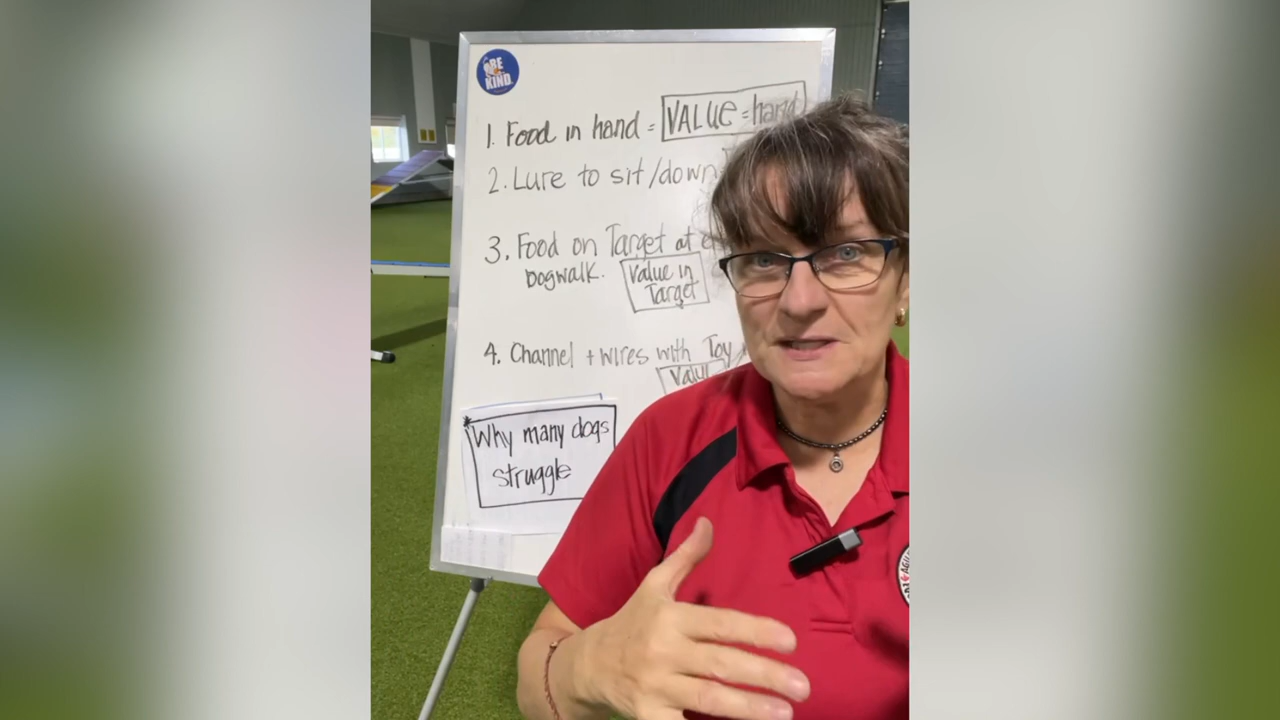 BE KIND
1. Food in hand = VALUE = hand
2. Lure to sit/down
3. Food on Target at
Dogwalk. Value in
Target
4. Channel + wires with Toy
Value
*Why many dogs
struggle